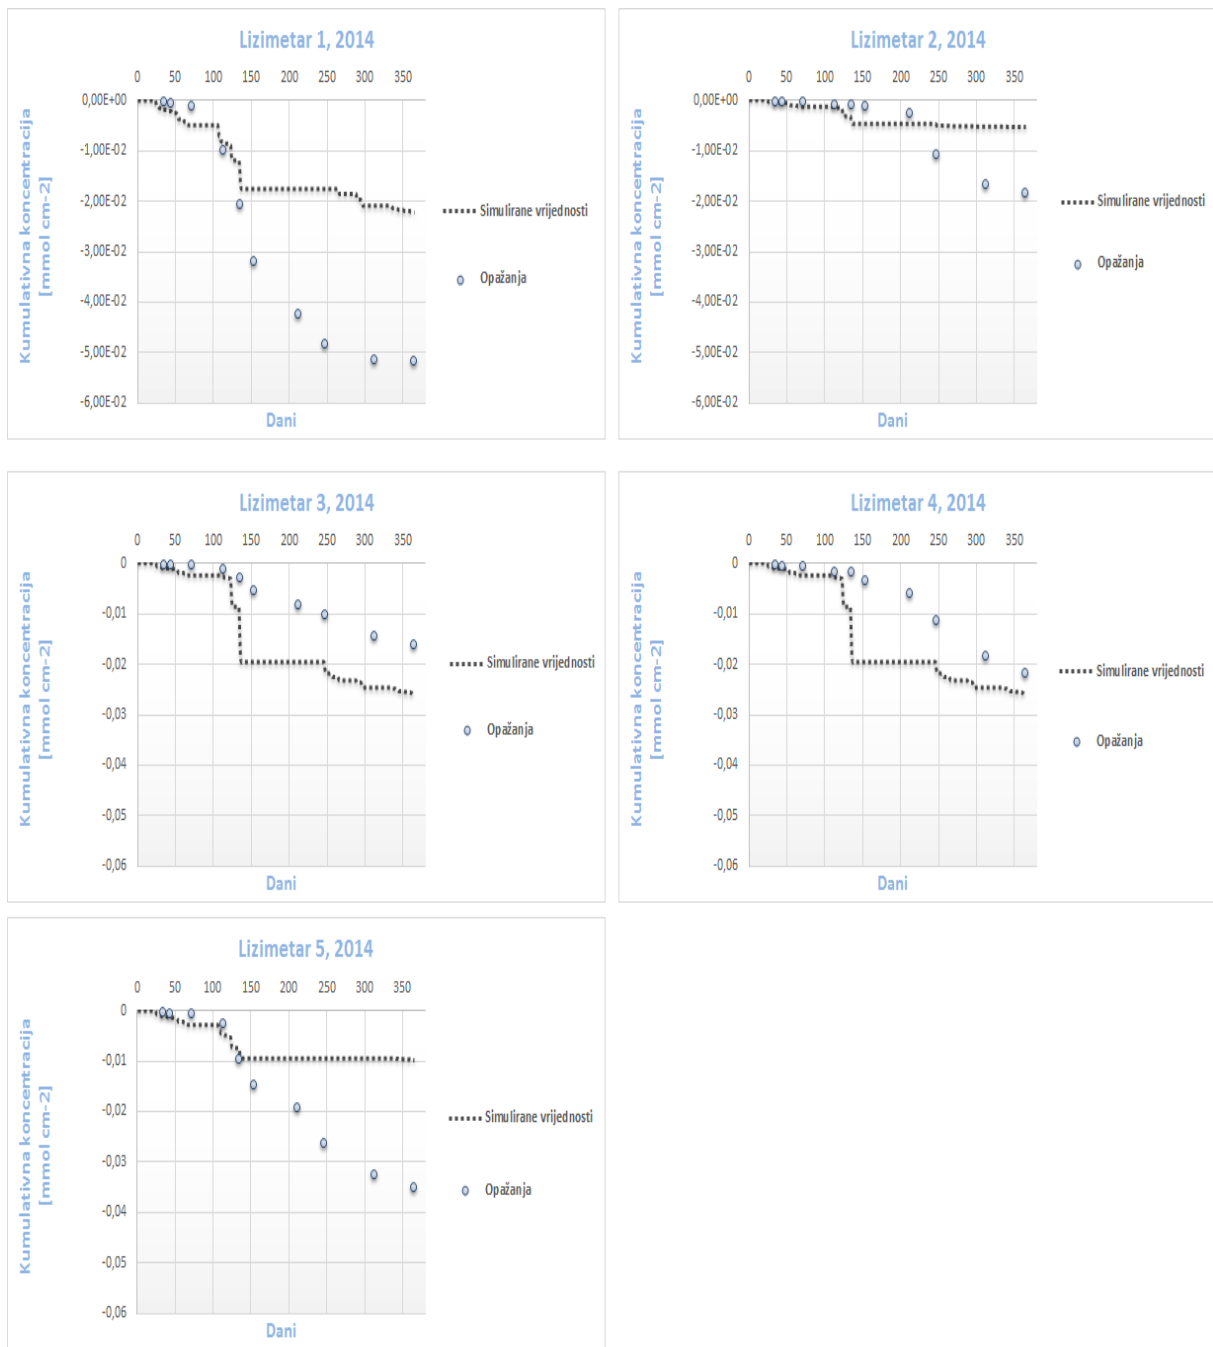 Lizimetar 1, 2014
0 50 100 150 200 250 300 350
0,00E+00
-1,00E-02
-2,00E-02
-3,00E-02
-4,00E-02
-5,00E-02
-6,00E-02
Kumulativna koncentracija
[mmol cm-2]
Dani
Simulirane vrijednosti
Opažanja
Lizimetar 2, 2014
0 50 100 150 200 250 300 350
0,00E+00
-1,00E-02
-2,00E-02
-3,00E-02
-4,00E-02
-5,00E-02
-6,00E-02
Kumulativna koncentracija
[mmol cm-2]
Dani
Simulirane vrijednosti
Opažanja
Lizimetar 3, 2014
0 50 100 150 200 250 300 350
0
-0,01
-0,02
-0,03
-0,04
-0,05
-0,06
Kumulativna koncentracija
[mmol cm-2]
Dani
Simulirane vrijednosti
Opažanja
Lizimetar 4, 2014
0 50 100 150 200 250 300 350
0
-0,01
-0,02
-0,03
-0,04
-0,05
-0,06
Kumulativna koncentracija
[mmol cm-2]
Dani
Simulirane vrijednosti
Opažanja
Lizimetar 5, 2014
0 50 100 150 200 250 300 350
0
-0,01
-0,02
-0,03
-0,04
-0,05
-0,06
Kumulativna koncentracija
[mmol cm-2]
Dani
Simulirane vrijednosti
Opažanja